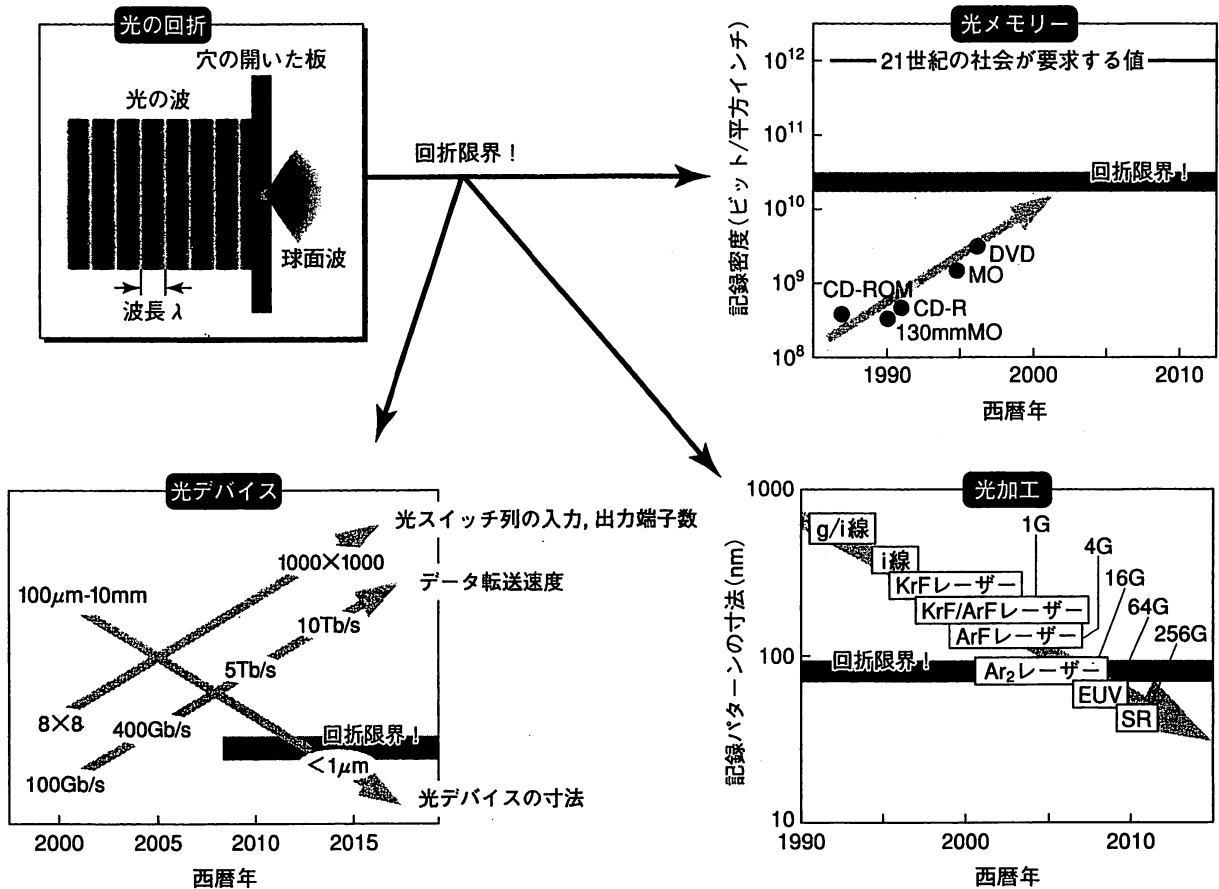 光の回折
穴の開いた板
光の波
球面波
波長 λ
回折限界！
光メモリー
記録密度(ビット/平方インチ)
10¹²
10¹¹
10¹⁰
10⁹
10⁸
21世紀の社会が要求する値
回折限界！
DVD
MO
CD-ROM
CD-R
130mmMO
1990
2000
2010
西暦年
光デバイス
光スイッチ列の入力，出力端子数
1000×1000
データ転送速度
100μm-10mm
10Tb/s
5Tb/s
8×8
400Gb/s
100Gb/s
回折限界！
<1μm
光デバイスの寸法
2000
2005
2010
2015
西暦年
光加工
記録パターンの寸法(nm)
1000
100
10
g/i線
i線
KrFレーザー
KrF/ArFレーザー
ArFレーザー
Ar₂レーザー
EUV
SR
1G
4G
16G
64G
256G
回折限界！
1990
2000
2010
西暦年